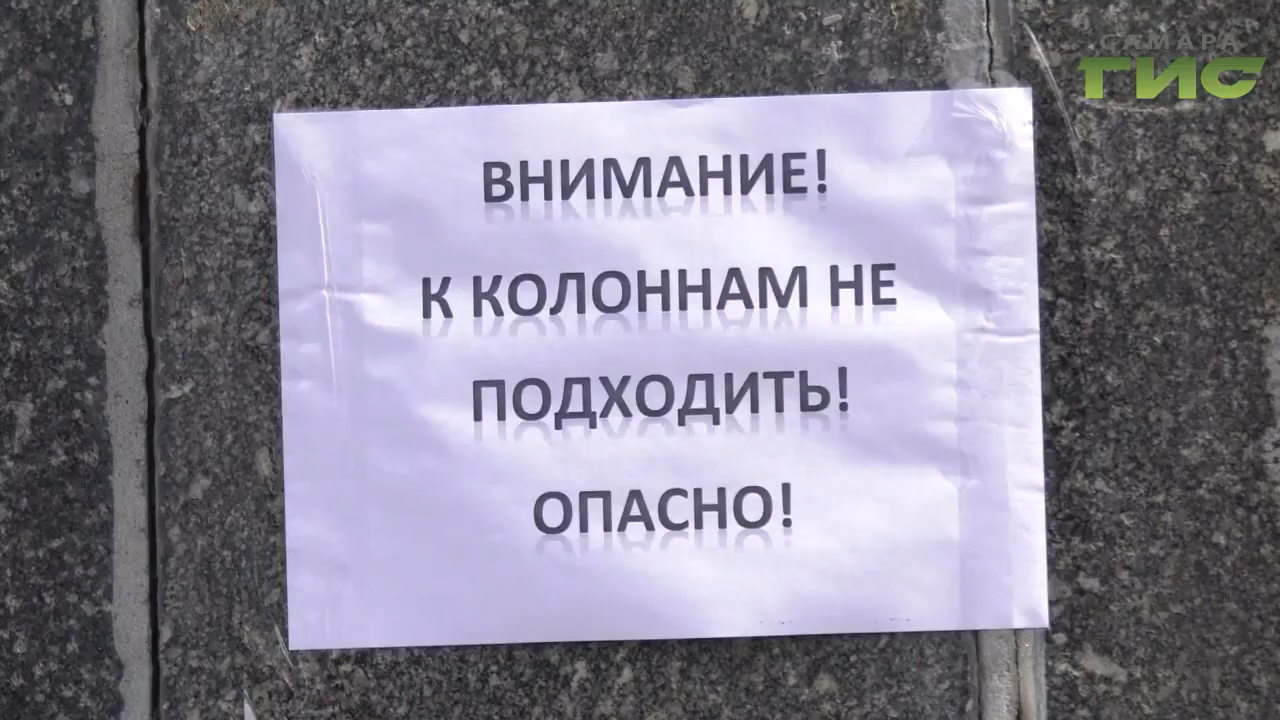 САМАРА
ГИС
ВНИМАНИЕ!
К КОЛОННАМ НЕ
ПОДХОДИТЬ!
ОПАСНО!